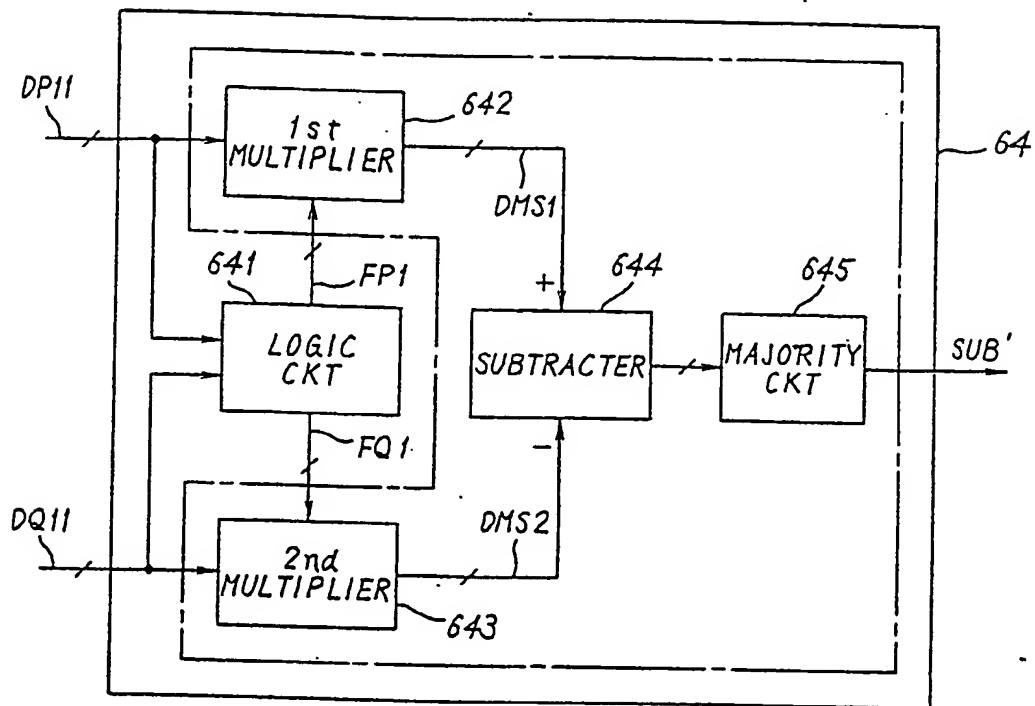 DP11
1st
MULTIPLIER
642
64
DMS1
641
FP1
LOGIC
CKT
+
644
SUBTRACTER
645
MAJORITY
CKT
SUB'
FQ1
-
DQ11
2nd
MULTIPLIER
643
DMS2